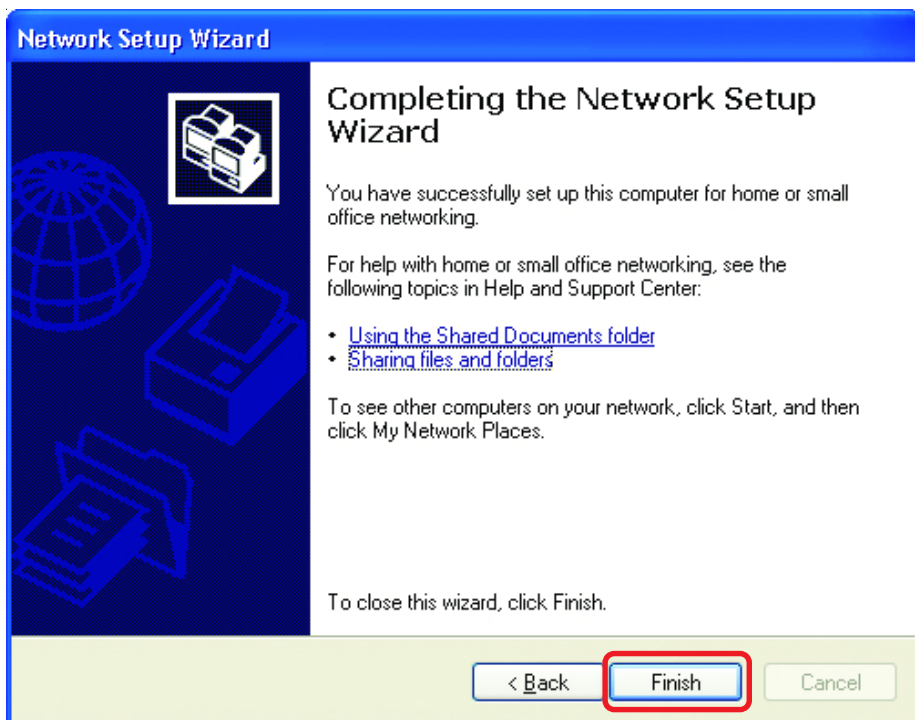 Network Setup Wizard
Completing the Network Setup
Wizard
You have successfully set up this computer for home or small
office networking.
For help with home or small office networking, see the
following topics in Help and Support Center:
• Using the Shared Documents folder
• Sharing files and folders
To see other computers on your network, click Start, and then
click My Network Places.
To close this wizard, click Finish.
< Back Finish Cancel